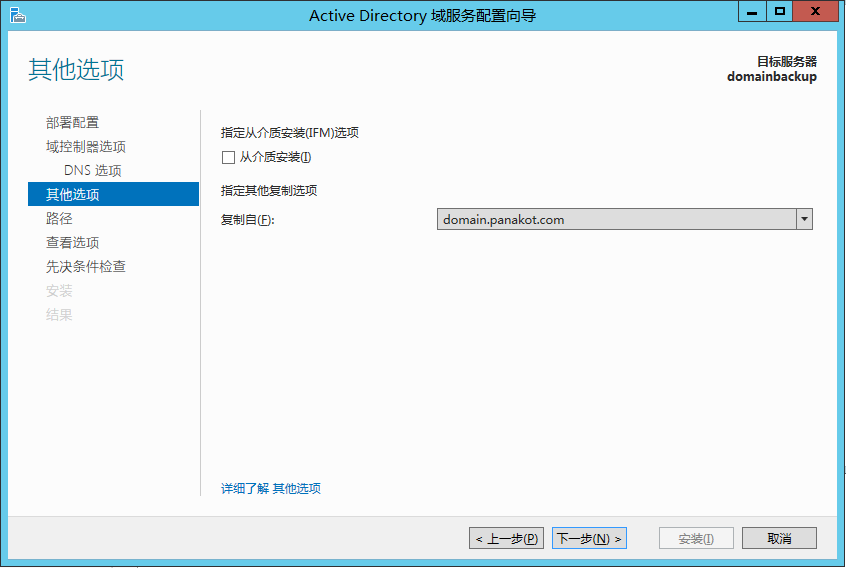 Active Directory 域服务配置向导
其他选项
目标服务器
domainbackup
部署配置
域控制器选项
DNS 选项
其他选项
路径
查看选项
先决条件检查
安装
结果
指定从介质安装(IFM)选项
从介质安装(I)
指定其他复制选项
复制自(F):
domain.panakot.com
详细了解 其他选项
< 上一步(P)
下一步(N) >
安装(I)
取消